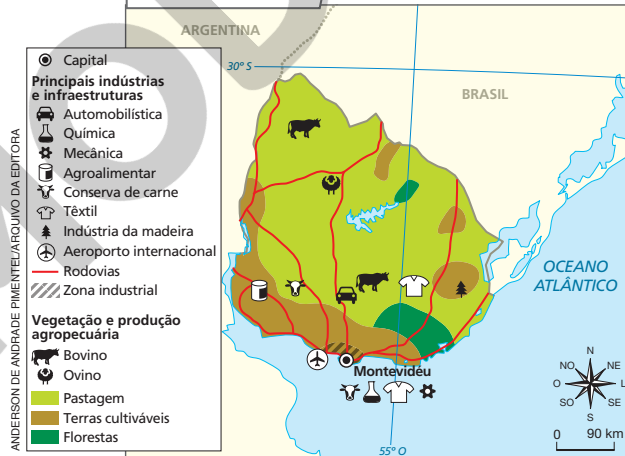 ARGENTINA
30º S
BRASIL
Capital
Principais indústrias
e infraestruturas
Automobilística
Química
Mecânica
Agroalimentar
Conserva de carne
Têxtil
Indústria da madeira
Aeroporto internacional
Rodovias
Zona industrial
Vegetação e produção
agropecuária
Bovino
Ovino
Pastagem
Terras cultiváveis
Florestas
ANDERSON DE ANDRADE PIMENTEL/ARQUIVO DA EDITORA
OCEANO
ATLÂNTICO
Montevidéu
55º O
N
NO NE
O L
SO SE
S
0 90 km